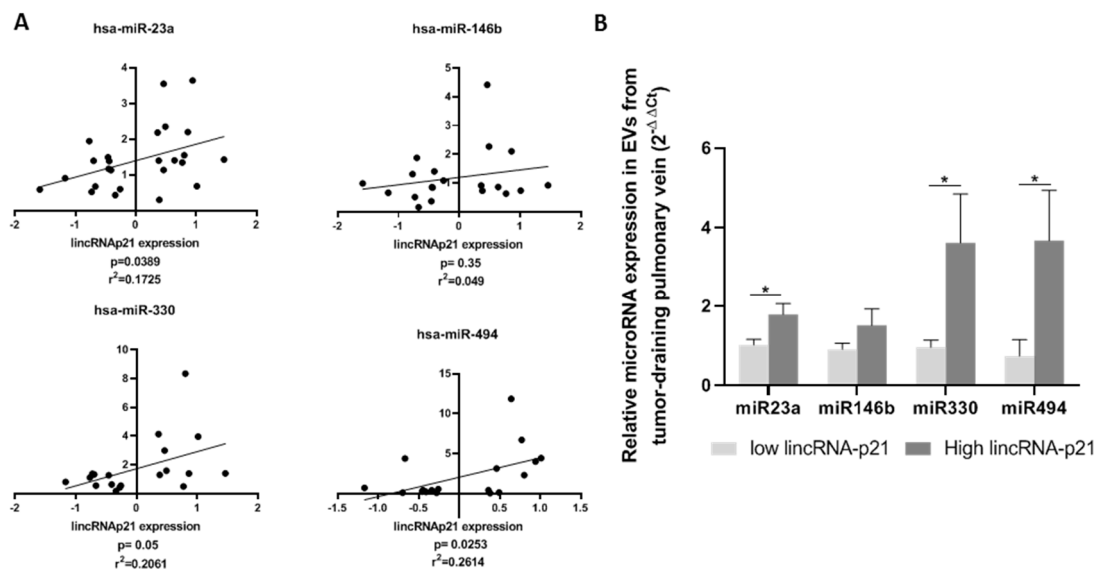 A
hsa-miR-23a
4
3
2
1
0
-2
-1
0
1
2
lincRNAp21 expression
p=0.0389
r²=0.1725
hsa-miR-146b
5
4
3
2
1
-2
-1
0
1
2
lincRNAp21 expression
p= 0.35
r²=0.049
hsa-miR-330
10
8
6
4
2
-2
-1
0
1
2
lincRNAp21 expression
p= 0.05
r²=0.2061
hsa-miR-494
15
10
5
-1.5
-1.0
-0.5
0
0.5
1.0
1.5
lincRNAp21 expression
p= 0.0253
r²=0.2614
B
Relative microRNA expression in EVs from
tumor-draining pulmonary vein (2^-ΔΔCt)
6
4
2
0
*
*
*
miR23a
miR146b
miR330
miR494
low lincRNA-p21
High lincRNA-p21